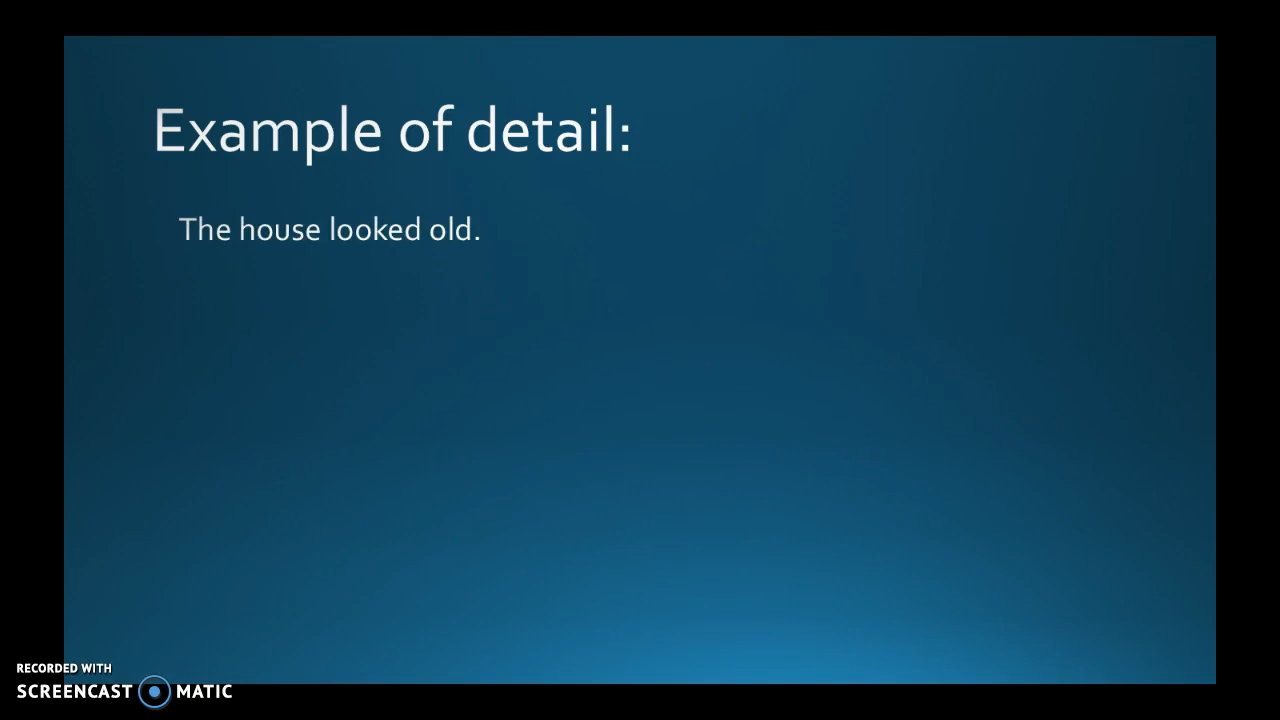 Example of detail:
The house looked old.
RECORDED WITH
SCREENCAST MATIC